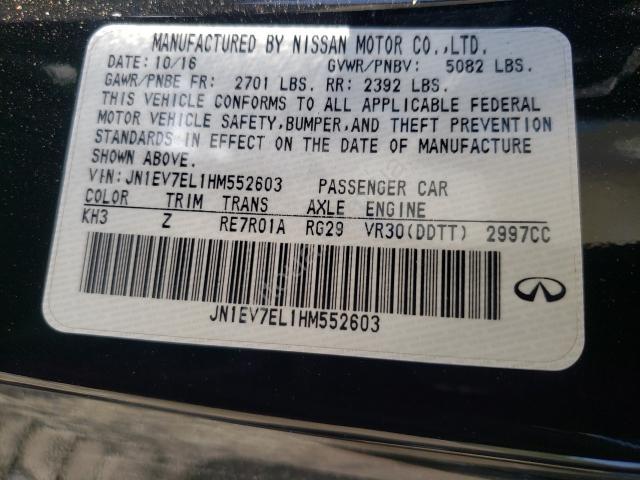 MANUFACTURED BY NISSAN MOTOR CO.,LTD.
DATE: 10/16 GVWR/PNBV: 5082 LBS.
GAWR/PNBE FR: 2701 LBS. RR: 2392 LBS.
THIS VEHICLE CONFORMS TO ALL APPLICABLE FEDERAL
MOTOR VEHICLE SAFETY,BUMPER,AND THEFT PREVENTION
STANDARDS IN EFFECT ON THE DATE OF MANUFACTURE
SHOWN ABOVE.
VIN: JN1EV7EL1HM552603 PASSENGER CAR
COLOR TRIM TRANS AXLE ENGINE
KH3 Z RE7R01A RG29 VR30(DDTT) 2997CC
JN1EV7EL1HM552603